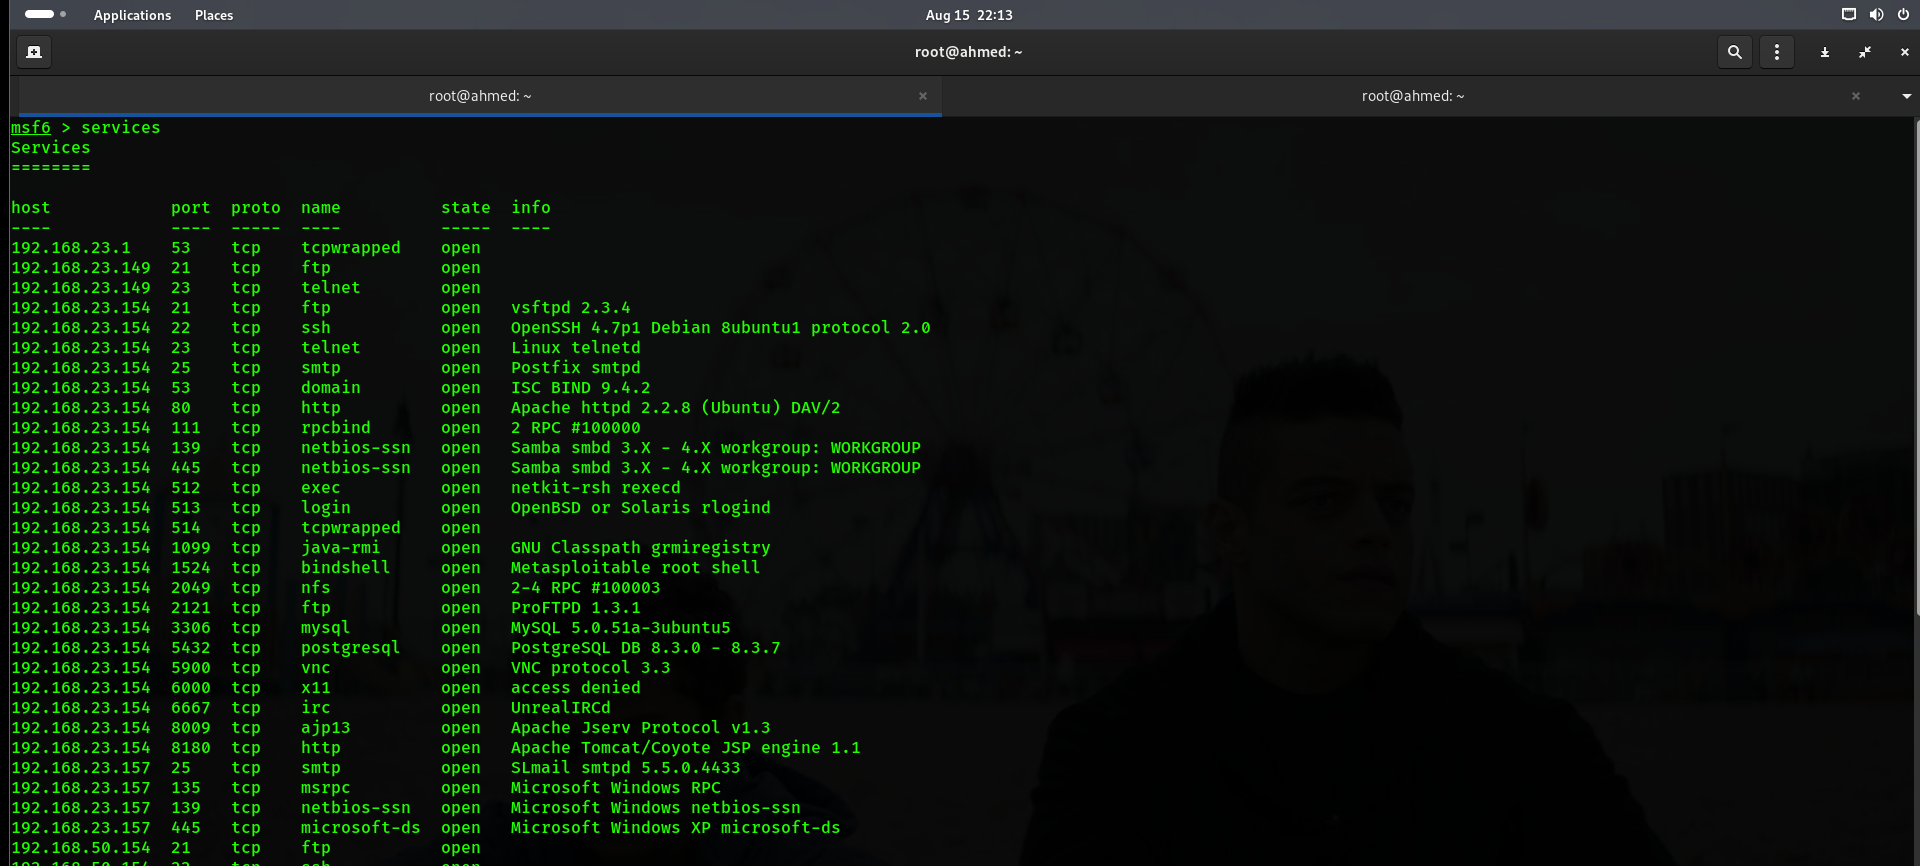 Applications Places Aug 15 22:13
root@ahmed: ~
root@ahmed: ~ × root@ahmed: ~ ×
msf6 > services
Services
========
host port proto name state info
---- ---- ----- ---- ----- ----
192.168.23.1 53 tcp tcpwrapped open
192.168.23.149 21 tcp ftp open
192.168.23.149 23 tcp telnet open
192.168.23.154 21 tcp ftp open vsftpd 2.3.4
192.168.23.154 22 tcp ssh open OpenSSH 4.7p1 Debian 8ubuntu1 protocol 2.0
192.168.23.154 23 tcp telnet open Linux telnetd
192.168.23.154 25 tcp smtp open Postfix smtpd
192.168.23.154 53 tcp domain open ISC BIND 9.4.2
192.168.23.154 80 tcp http open Apache httpd 2.2.8 (Ubuntu) DAV/2
192.168.23.154 111 tcp rpcbind open 2 RPC #100000
192.168.23.154 139 tcp netbios-ssn open Samba smbd 3.X - 4.X workgroup: WORKGROUP
192.168.23.154 445 tcp netbios-ssn open Samba smbd 3.X - 4.X workgroup: WORKGROUP
192.168.23.154 512 tcp exec open netkit-rsh rexecd
192.168.23.154 513 tcp login open OpenBSD or Solaris rlogind
192.168.23.154 514 tcp tcpwrapped open
192.168.23.154 1099 tcp java-rmi open GNU Classpath grmiregistry
192.168.23.154 1524 tcp bindshell open Metasploitable root shell
192.168.23.154 2049 tcp nfs open 2-4 RPC #100003
192.168.23.154 2121 tcp ftp open ProFTPD 1.3.1
192.168.23.154 3306 tcp mysql open MySQL 5.0.51a-3ubuntu5
192.168.23.154 5432 tcp postgresql open PostgreSQL DB 8.3.0 - 8.3.7
192.168.23.154 5900 tcp vnc open VNC protocol 3.3
192.168.23.154 6000 tcp x11 open access denied
192.168.23.154 6667 tcp irc open UnrealIRCd
192.168.23.154 8009 tcp ajp13 open Apache Jserv Protocol v1.3
192.168.23.154 8180 tcp http open Apache Tomcat/Coyote JSP engine 1.1
192.168.23.157 25 tcp smtp open SLmail smtpd 5.5.0.4433
192.168.23.157 135 tcp msrpc open Microsoft Windows RPC
192.168.23.157 139 tcp netbios-ssn open Microsoft Windows netbios-ssn
192.168.23.157 445 tcp microsoft-ds open Microsoft Windows XP microsoft-ds
192.168.50.154 21 tcp ftp open